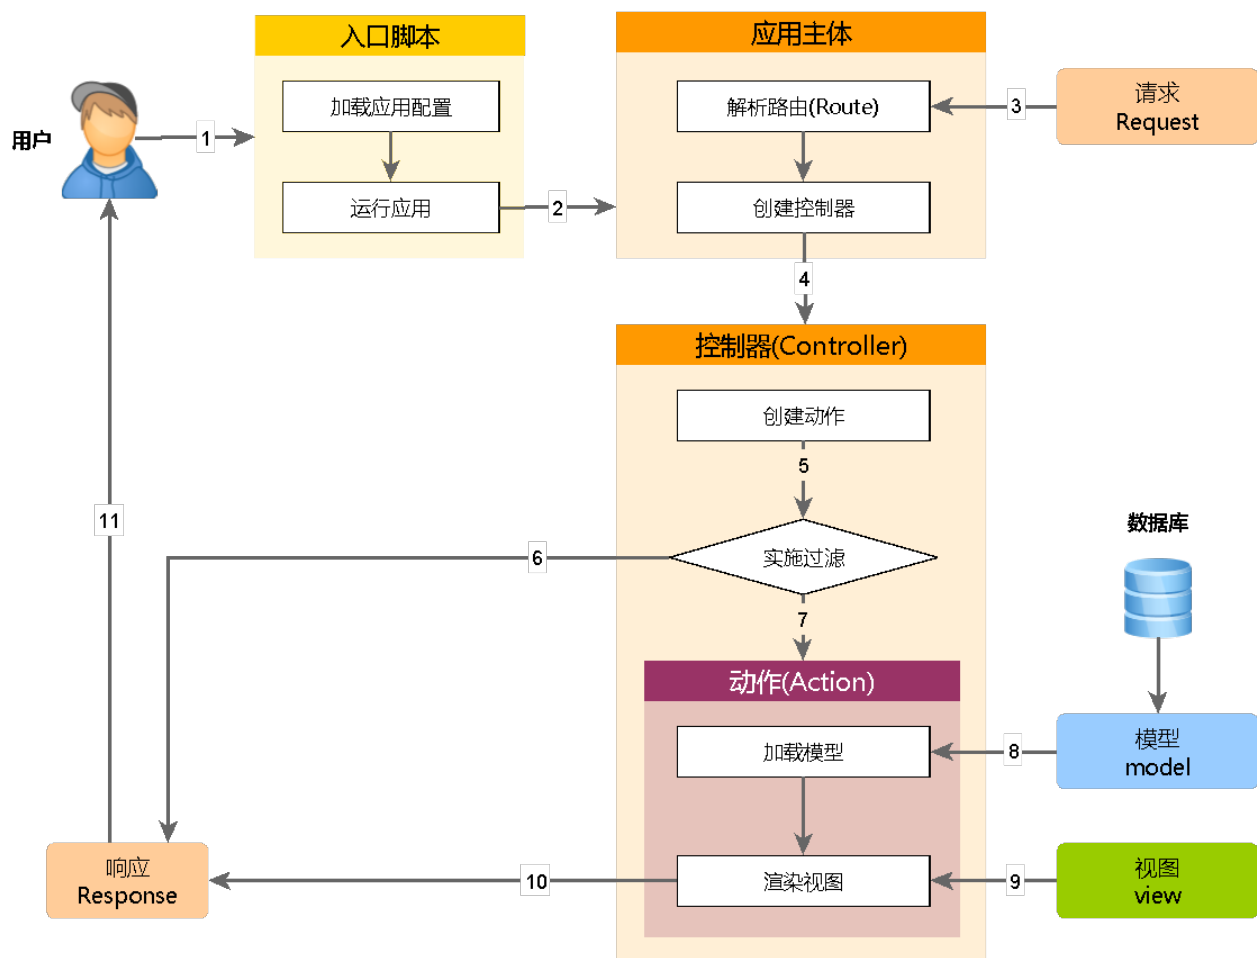 入口脚本
应用主体
加载应用配置
解析路由(Route)
3
请求
Request
用户
1
运行应用
2
创建控制器
4
控制器(Controller)
创建动作
5
11
数据库
6
实施过滤
7
动作(Action)
加载模型
8
模型
model
响应
Response
10
渲染视图
9
视图
view